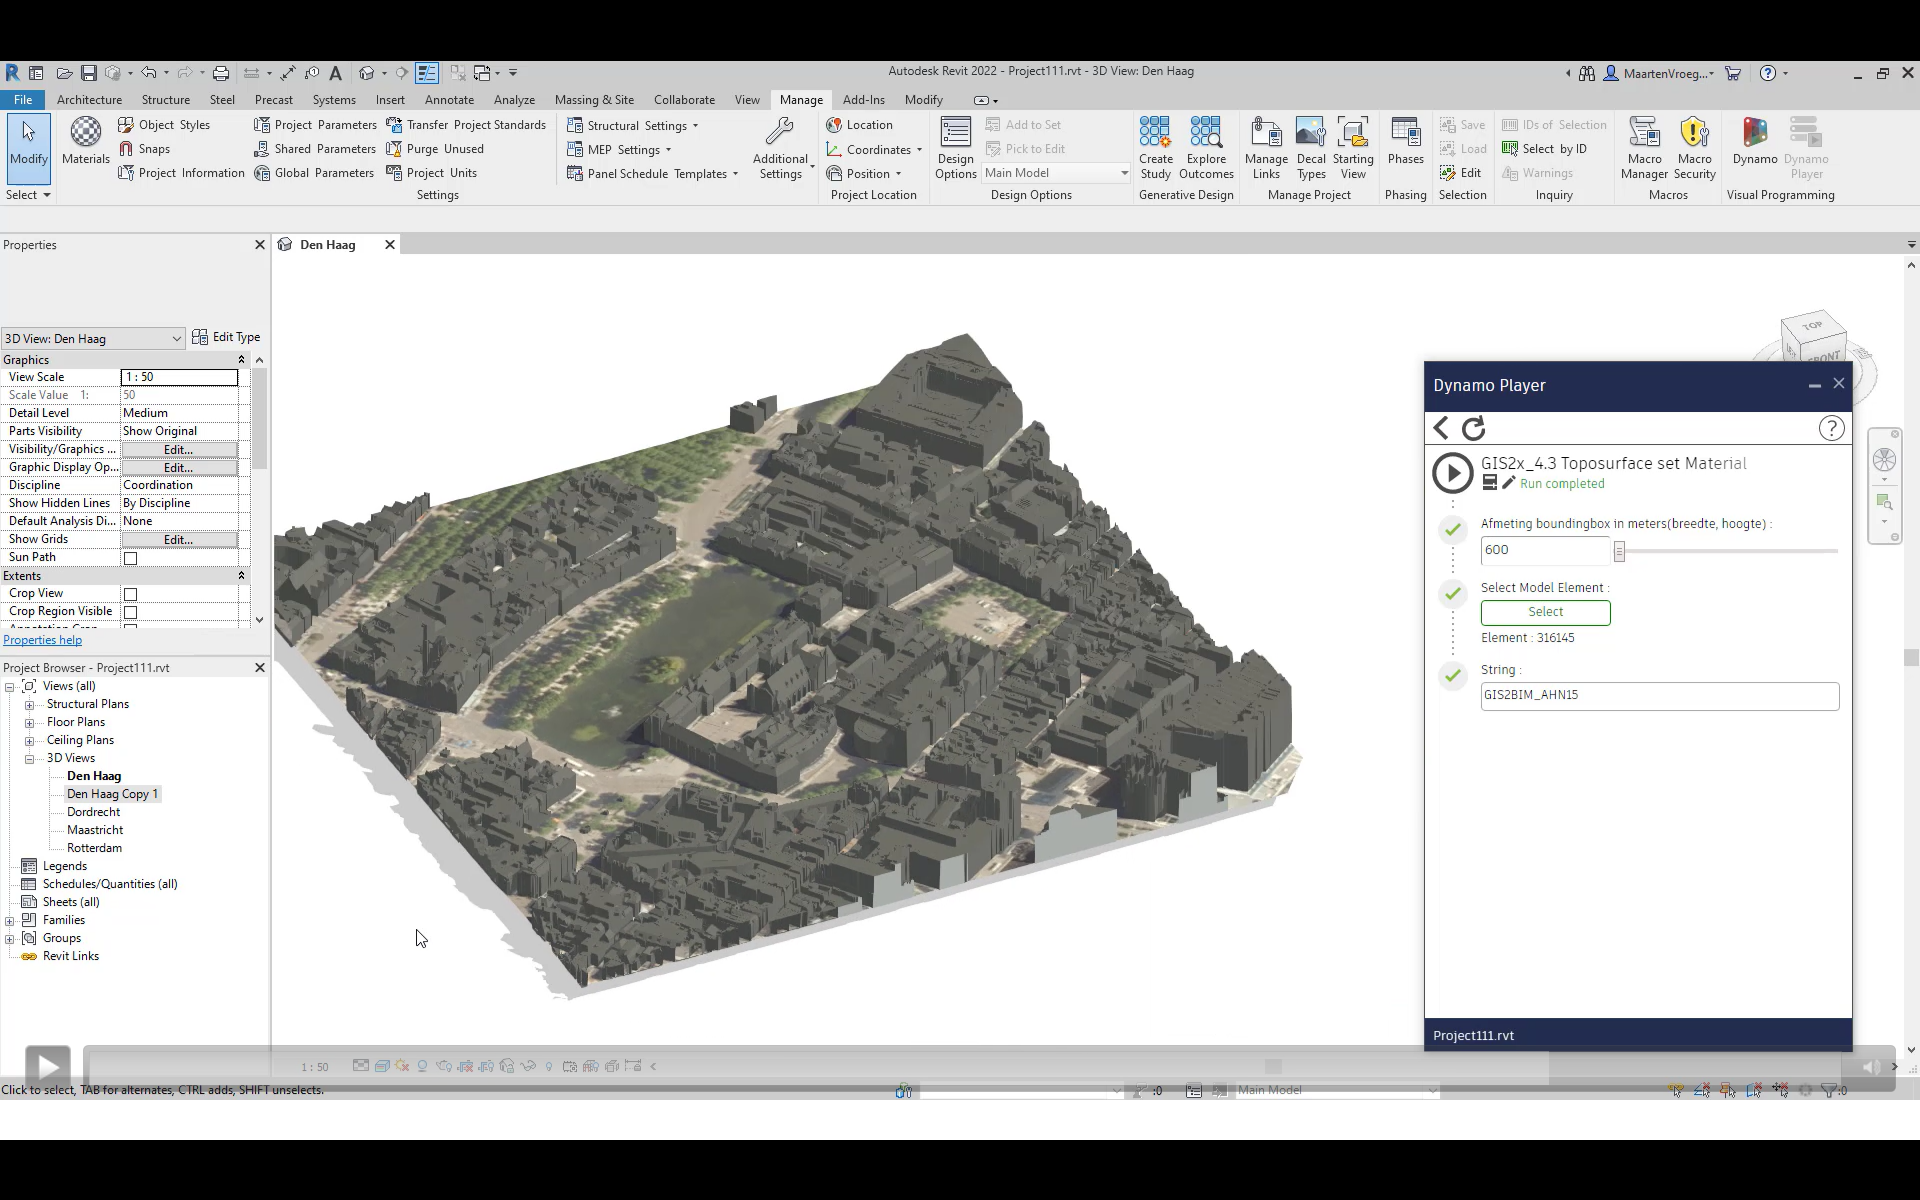 Autodesk Revit 2022 - Project111.rvt - 3D View: Den Haag
MaartenVroeg...
File Architecture Structure Steel Precast Systems Insert Annotate Analyze Massing & Site Collaborate View Manage Add-Ins Modify
Modify
Select
Materials
Object Styles
Snaps
Project Information
Project Parameters
Shared Parameters
Global Parameters
Transfer Project Standards
Purge Unused
Project Units
Settings
Structural Settings
MEP Settings
Panel Schedule Templates
Additional
Settings
Location
Coordinates
Position
Project Location
Design
Options
Add to Set
Pick to Edit
Main Model
Design Options
Create
Study
Explore
Outcomes
Generative Design
Manage
Links
Decal
Types
Starting
View
Manage Project
Phases
Phasing
Save
Load
Edit
Selection
IDs of Selection
Select by ID
Warnings
Inquiry
Macro
Manager
Macro
Security
Macros
Dynamo
Dynamo
Player
Visual Programming
Properties
Den Haag
3D View: Den Haag
Edit Type
Graphics
View Scale 1 : 50
Scale Value 1: 50
Detail Level Medium
Parts Visibility Show Original
Visibility/Graphics ... Edit...
Graphic Display Op... Edit...
Discipline Coordination
Show Hidden Lines By Discipline
Default Analysis Di... None
Show Grids Edit...
Sun Path
Extents
Crop View
Crop Region Visible
Properties help
Project Browser - Project111.rvt
Views (all)
Structural Plans
Floor Plans
Ceiling Plans
3D Views
Den Haag
Den Haag Copy 1
Dordrecht
Maastricht
Rotterdam
Legends
Schedules/Quantities (all)
Sheets (all)
Families
Groups
Revit Links
TOP
FRONT
Dynamo Player
GIS2x_4.3 Toposurface set Material
Run completed
Afmeting boundingbox in meters(breedte, hoogte) :
600
Select Model Element :
Select
Element : 316145
String :
GIS2BIM_AHN15
Project111.rvt
1 : 50
Click to select, TAB for alternates, CTRL adds, SHIFT unselects.
:0
Main Model
:0